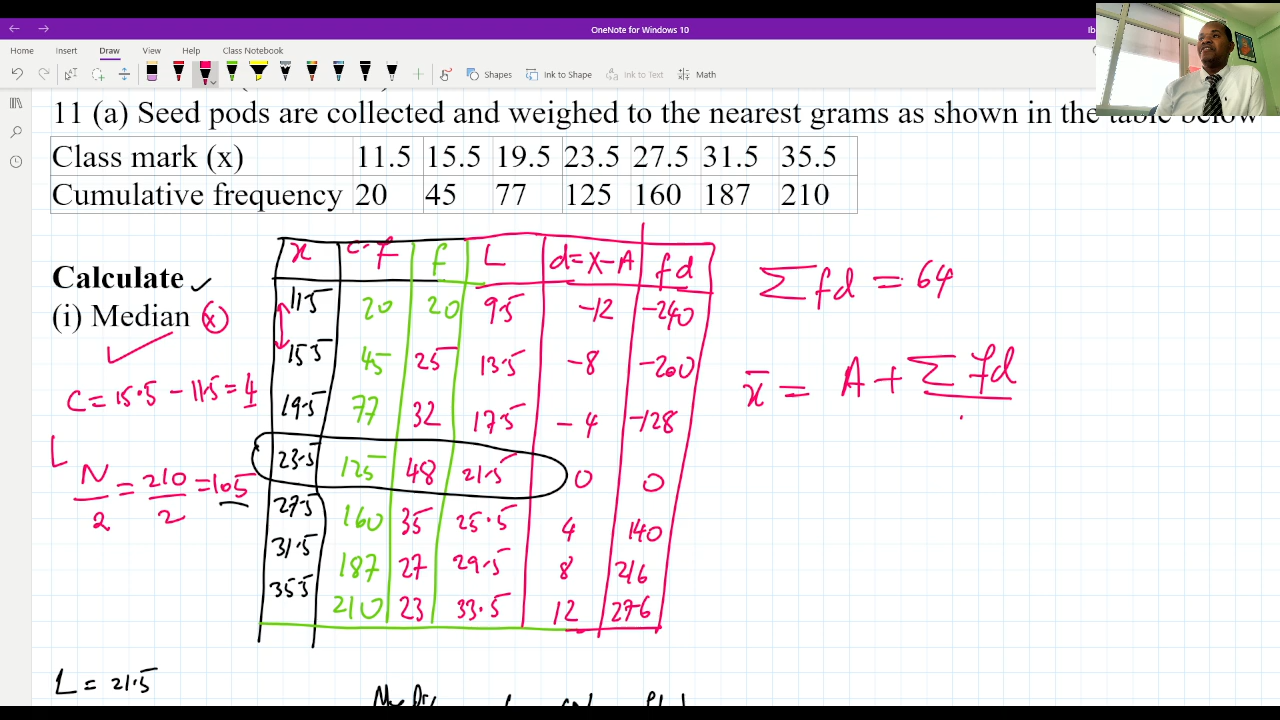 OneNote for Windows 10
Home Insert Draw View Help Class Notebook
Shapes Ink to Shape Ink to Text Math
11 (a) Seed pods are collected and weighed to the nearest grams as shown in the table below
Class mark (x) 11.5 15.5 19.5 23.5 27.5 31.5 35.5
Cumulative frequency 20 45 77 125 160 187 210
Calculate
(i) Median (x)
C = 15.5 - 11.5 = 4
L
N/2 = 210/2 = 105
x c.f f L d=x-A fd
11.5 20 20 9.5 -12 -240
15.5 45 25 13.5 -8 -200
19.5 77 32 17.5 -4 -128
23.5 125 48 21.5 0 0
27.5 160 35 25.5 4 140
31.5 187 27 29.5 8 216
35.5 210 23 33.5 12 276
Σfd = 64
x̄ = A + Σfd
L = 21.5